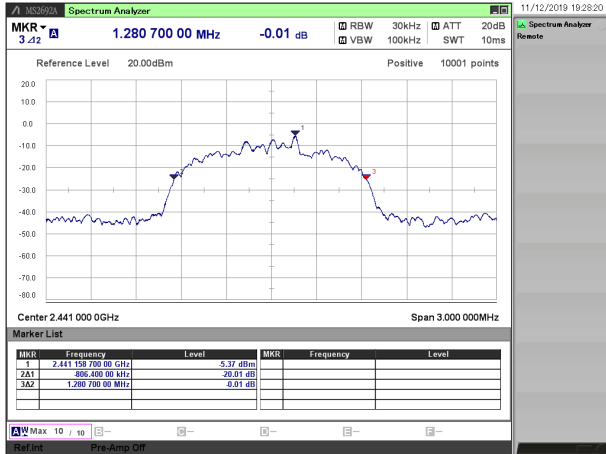 MS2692A Spectrum Analyzer
11/12/2019 19:28:20
Spectrum Analyzer
Remote
MKR 3 Δ2 A 1.280 700 00 MHz -0.01 dB
A RBW 30kHz A ATT 20dB
A VBW 100kHz SWT 10ms
Reference Level 20.00dBm Positive 10001 points
20.0
10.0
0.0
-10.0
-20.0
-30.0
-40.0
-50.0
-60.0
-70.0
-80.0
1
2
3
Center 2.441 000 0GHz Span 3.000 000MHz
Marker List
MKR Frequency Level MKR Frequency Level
1 2.441 158 700 00 GHz -5.37 dBm
2Δ1 -806.400 00 kHz -20.01 dB
3Δ2 1.280 700 00 MHz -0.01 dB
A Max 10 / 10 B- C- D- E- F-
Ref.Int Pre-Amp Off